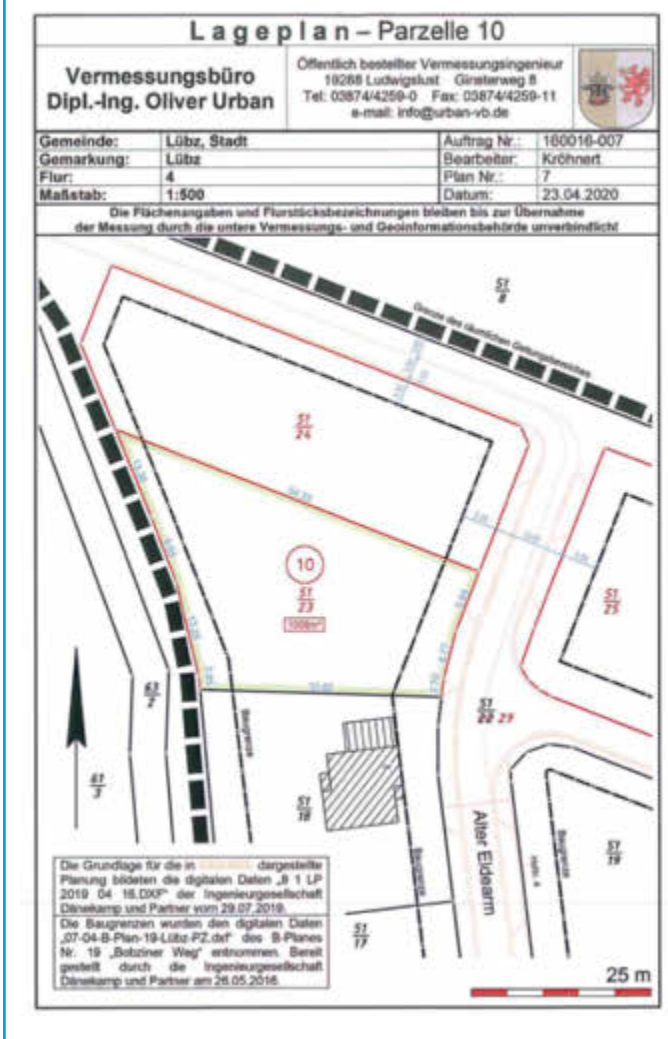 Lageplan – Parzelle 10
Vermessungsbüro
Dipl.-Ing. Oliver Urban
Öffentlich bestellter Vermessungsingenieur
19288 Ludwigslust Girsterweg 8
Tel: 03874/4259-0 Fax: 03874/4259-11
e-mail: info@urban-vb.de
Gemeinde: Lübz, Stadt
Auftrag Nr.: 160016-007
Gemarkung: Lübz
Bearbeiter: Kröhnert
Flur: 4
Plan Nr.: 7
Maßstab: 1:500
Datum: 23.04.2020
Die Flächenangaben und Flurstücksbezeichnungen bleiben bis zur Übernahme
der Messung durch die untere Vermessungs- und Geoinformationsbehörde unverbindlicht
51
8
Grenze des räumlichen Geltungsbereiches
51
24
10
51
23
51
25
51
22 29
63
2
61
3
Baugrenze
51
18
Baugrenze
Alter Eldearm
Baugrenze
51
19
51
17
Die Grundlage für die in dargestellte
Planung bildeten die digitalen Daten „8 1 LP
2019 04 16.DXF“ der Ingenieurgesellschaft
Dänekamp und Partner vom 29.07.2019.
Die Baugrenzen wurden den digitalen Daten
„07-04-B-Plan-19-Lübz-PZ.dxf“ des B-Planes
Nr. 19 „Bobziner Weg“ entnommen. Bereit
gestellt durch die Ingenieurgesellschaft
Dänekamp und Partner am 26.05.2016.
25 m